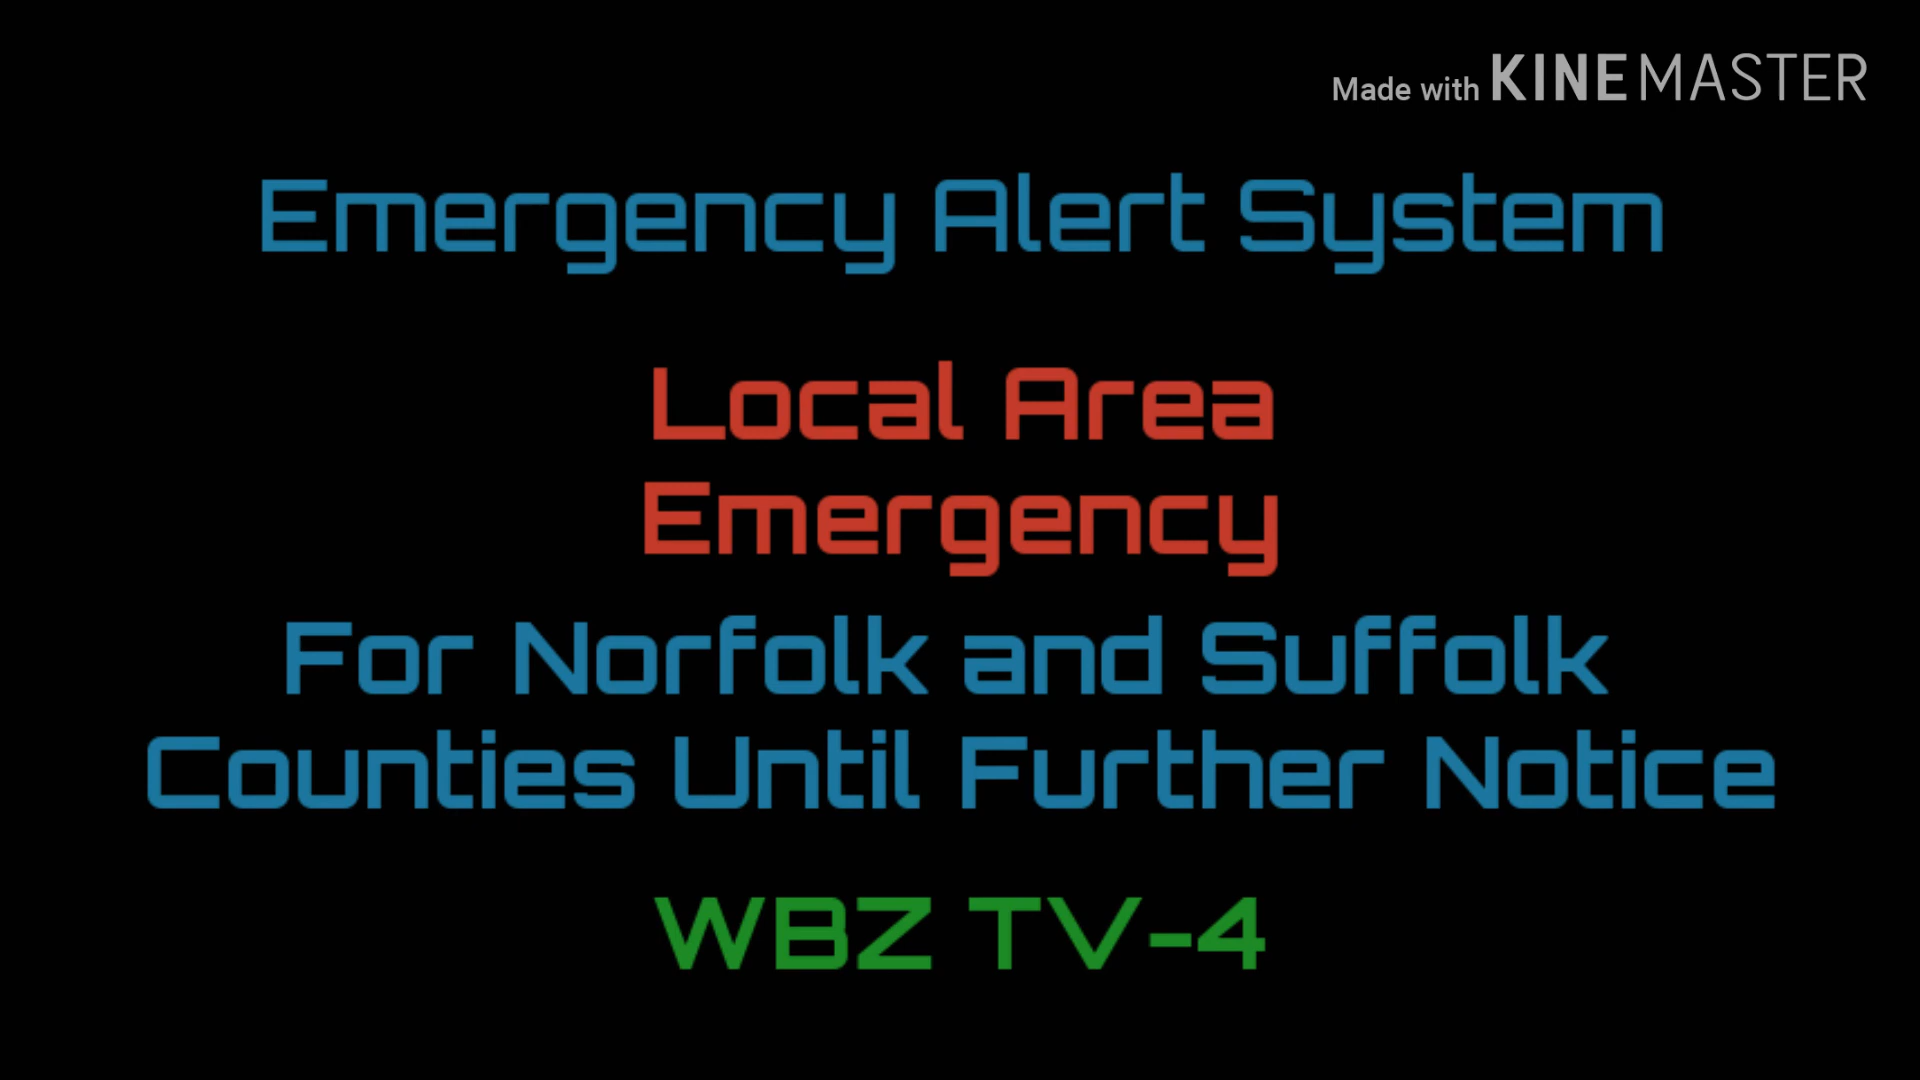 Made with KINEMASTER
Emergency Alert System
Local Area
Emergency
For Norfolk and Suffolk
Counties Until Further Notice
WBZ TV-4